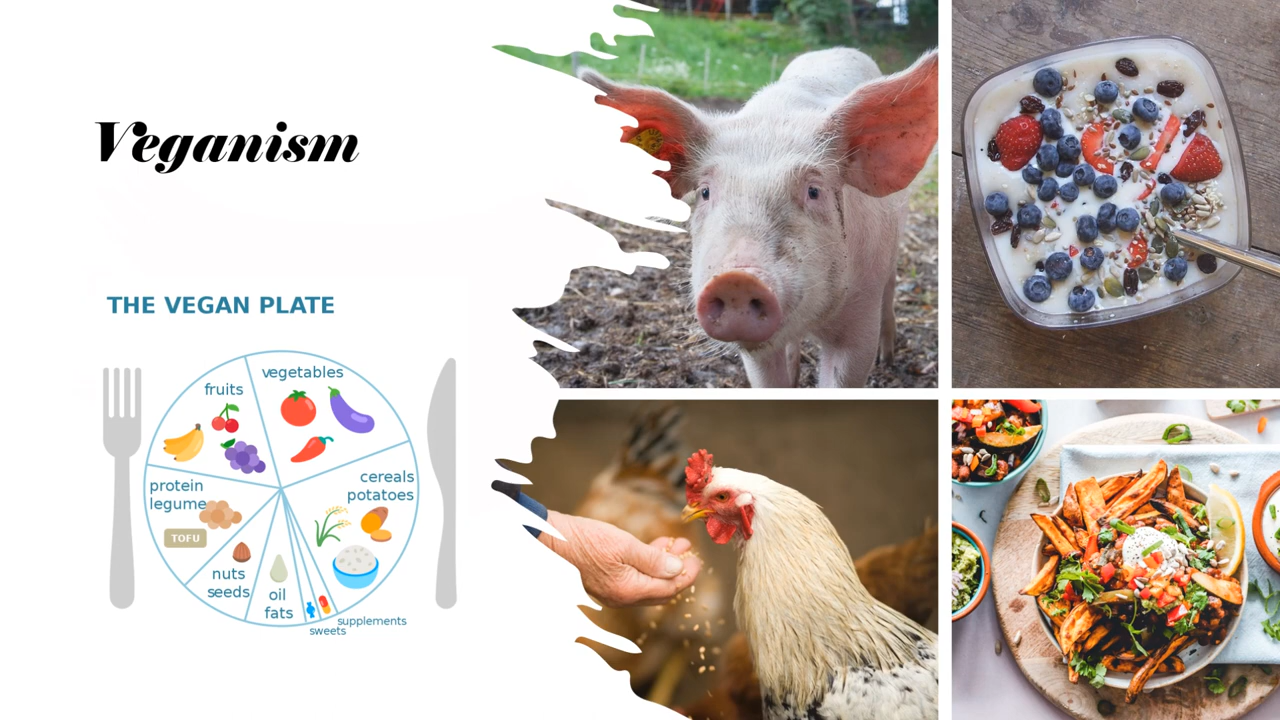 Veganism
THE VEGAN PLATE
vegetables
fruits
cereals
potatoes
protein
legume
TOFU
nuts
seeds
oil
fats
supplements
sweets